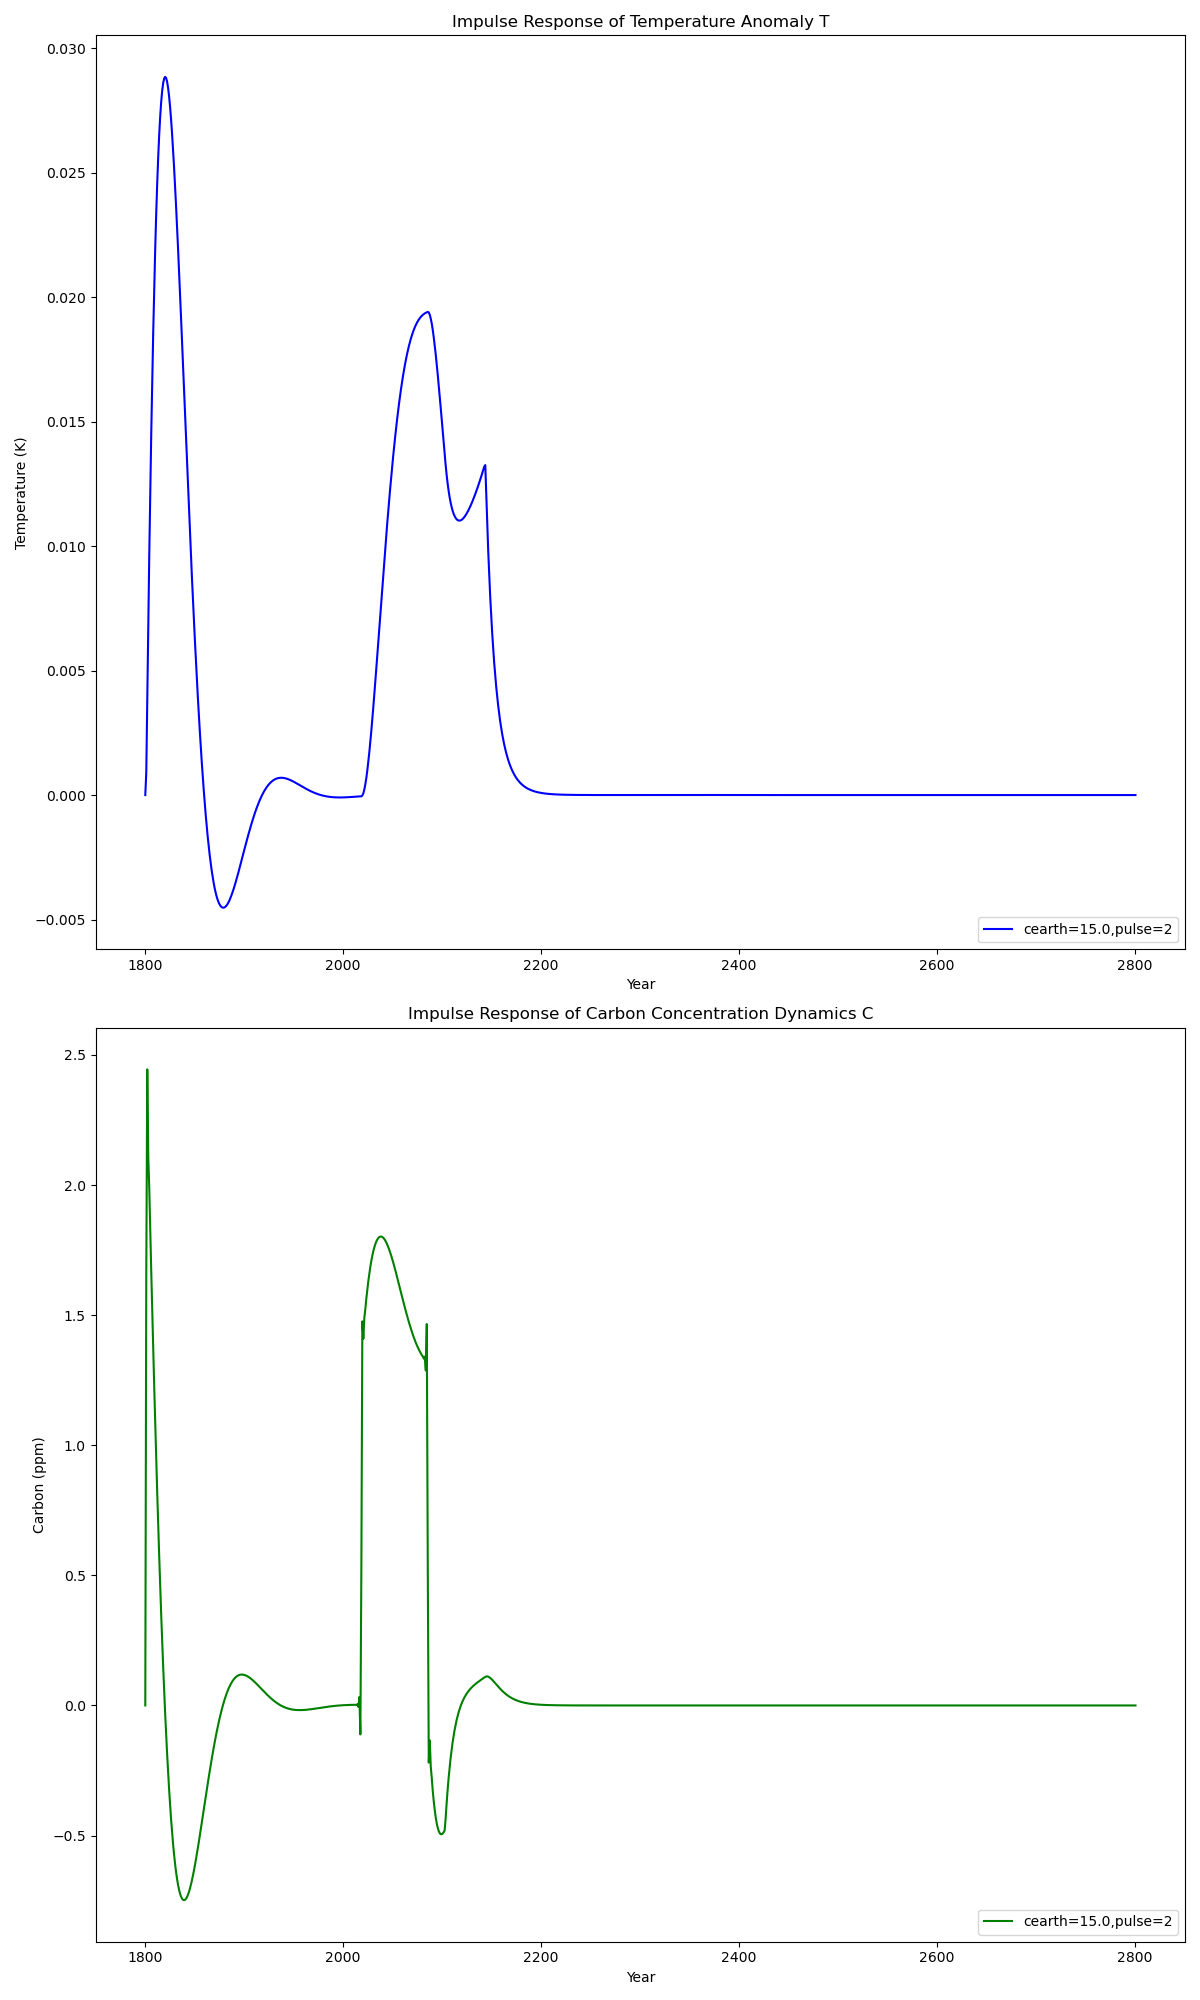 Impulse Response of Temperature Anomaly T
0.030
0.025
0.020
0.015
0.010
0.005
0.000
−0.005
Temperature (K)
cearth=15.0,pulse=2
1800 2000 2200 2400 2600 2800
Year
Impulse Response of Carbon Concentration Dynamics C
2.5
2.0
1.5
1.0
0.5
0.0
−0.5
Carbon (ppm)
cearth=15.0,pulse=2
1800 2000 2200 2400 2600 2800
Year